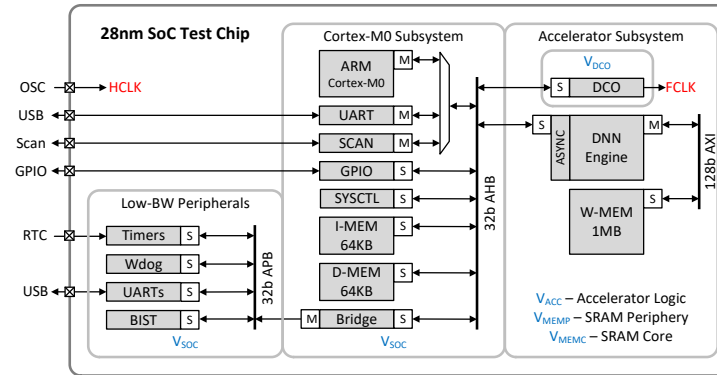 28nm SoC Test Chip
Cortex-M0 Subsystem
Accelerator Subsystem
OSC
HCLK
USB
Scan
GPIO
RTC
USB
ARM
Cortex-M0
M
UART
M
SCAN
M
GPIO
S
SYSCTL
S
I-MEM
64KB
S
D-MEM
64KB
S
M
Bridge
S
VSOC
32b AHB
Low-BW Peripherals
Timers
S
Wdog
S
UARTs
S
BIST
S
VSOC
32b APB
VDCO
S
DCO
FCLK
S
ASYNC
DNN
Engine
M
W-MEM
1MB
S
128b AXI
VACC – Accelerator Logic
VMEMP – SRAM Periphery
VMEMC – SRAM Core